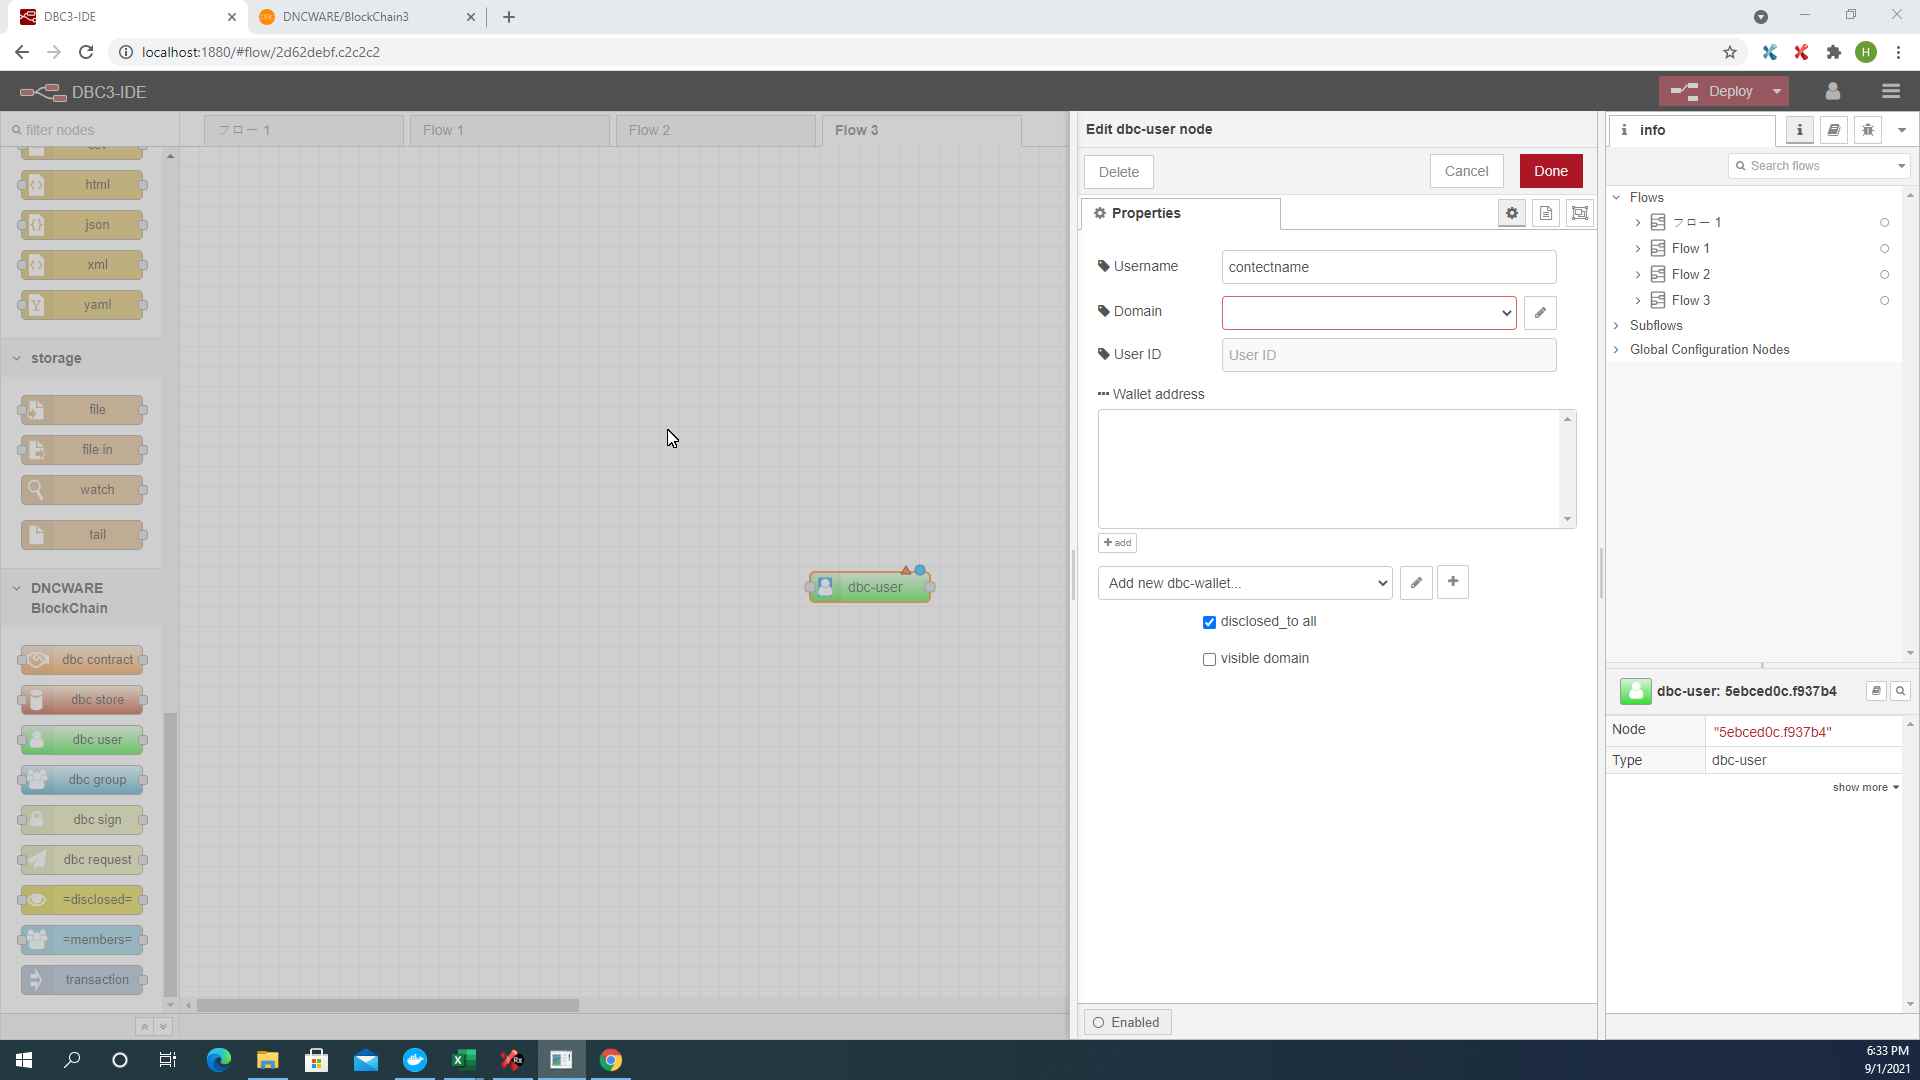 DBC3-IDE
DNCWARE/BlockChain3
localhost:1880/#flow/2d62debf.c2c2c2
H
DBC3-IDE
Deploy
filter nodes
フロー 1
Flow 1
Flow 2
Flow 3
html
json
xml
yaml
storage
file
file in
watch
tail
DNCWARE
BlockChain
dbc contract
dbc store
dbc user
dbc group
dbc sign
dbc request
=disclosed=
=members=
transaction
dbc-user
Edit dbc-user node
Delete
Cancel
Done
Properties
Username
contectname
Domain
User ID
User ID
Wallet address
add
Add new dbc-wallet...
disclosed_to all
visible domain
Enabled
info
Search flows
Flows
フロー 1
Flow 1
Flow 2
Flow 3
Subflows
Global Configuration Nodes
dbc-user: 5ebced0c.f937b4
Node
"5ebced0c.f937b4"
Type
dbc-user
show more
6:33 PM
9/1/2021